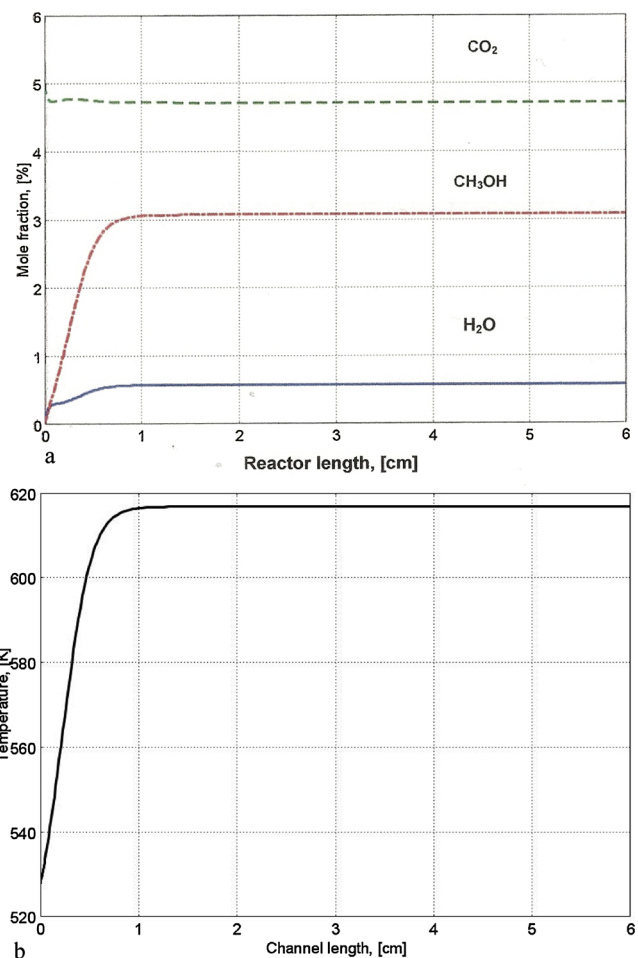 6
CO₂
5
4
CH₃OH
3
Mole fraction, [%]
2
H₂O
1
0
0 1 2 3 4 5 6
a
Reactor length, [cm]
620
600
580
Temperature, [K]
560
540
520
0 1 2 3 4 5 6
b
Channel length, [cm]